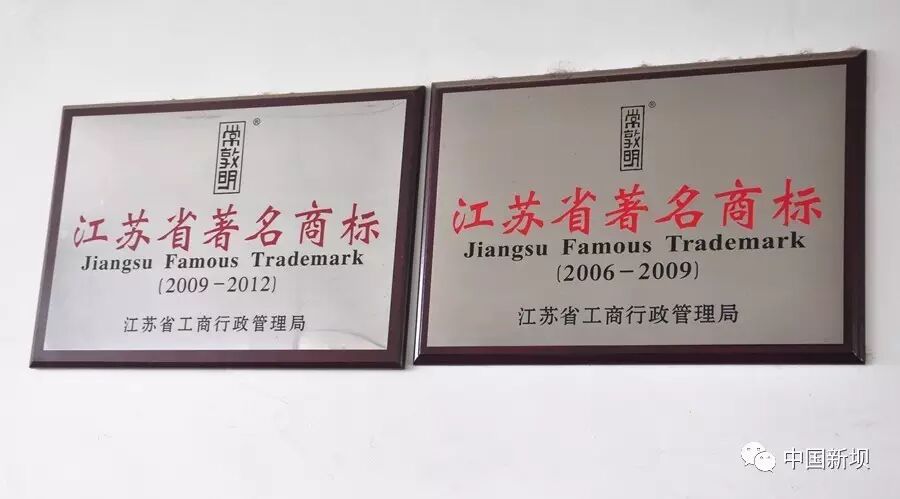 常敦明®
江苏省著名商标
Jiangsu Famous Trademark
(2009-2012)
江苏省工商行政管理局
常敦明®
江苏省著名商标
Jiangsu Famous Trademark
(2006-2009)
江苏省工商行政管理局
中国新坝